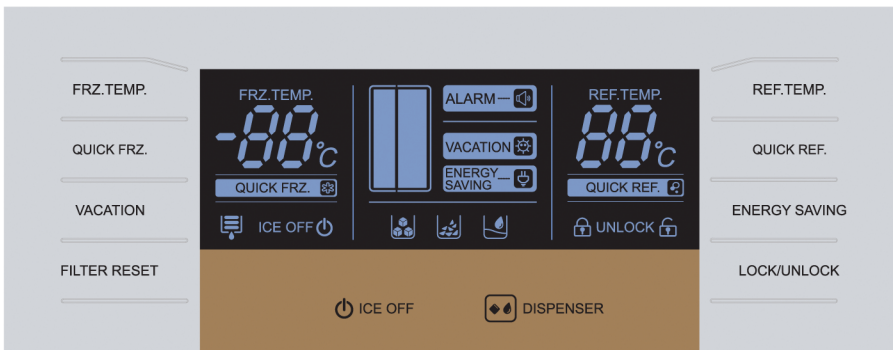 FRZ.TEMP.
QUICK FRZ.
VACATION
FILTER RESET
FRZ.TEMP.
-88°C
QUICK FRZ.
ICE OFF
ALARM
VACATION
ENERGY
SAVING
REF.TEMP.
88°C
QUICK REF.
UNLOCK
REF.TEMP.
QUICK REF.
ENERGY SAVING
LOCK/UNLOCK
ICE OFF
DISPENSER